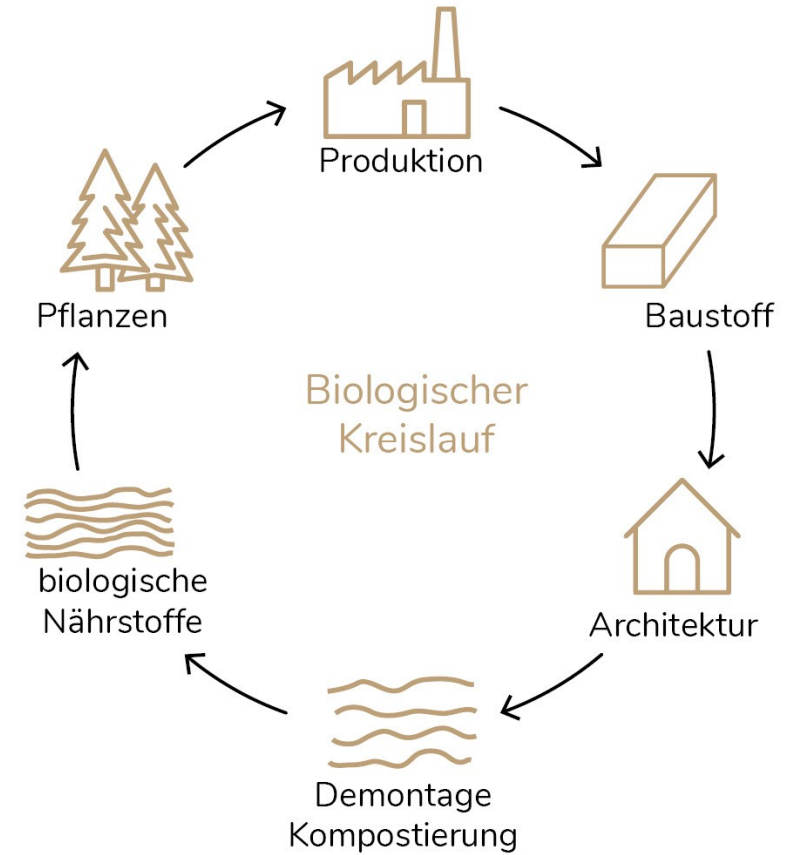 Produktion
Pflanzen
Baustoff
Biologischer
Kreislauf
biologische
Nährstoffe
Architektur
Demontage
Kompostierung